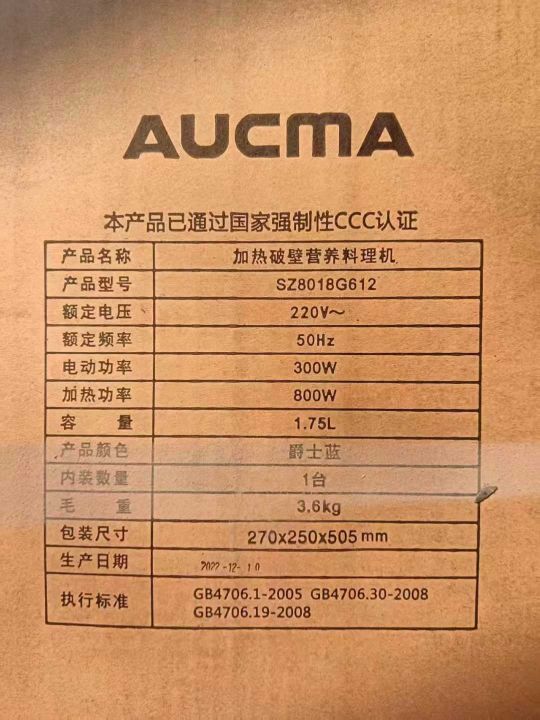 AUCMA
本产品已通过国家强制性CCC认证
产品名称 加热破壁营养料理机
产品型号 SZ8018G612
额定电压 220V～
额定频率 50Hz
电动功率 300W
加热功率 800W
容 量 1.75L
产品颜色 爵士蓝
内装数量 1台
毛 重 3.6kg
包装尺寸 270x250x505mm
生产日期 2022-12-10
执行标准 GB4706.1-2005 GB4706.30-2008
GB4706.19-2008